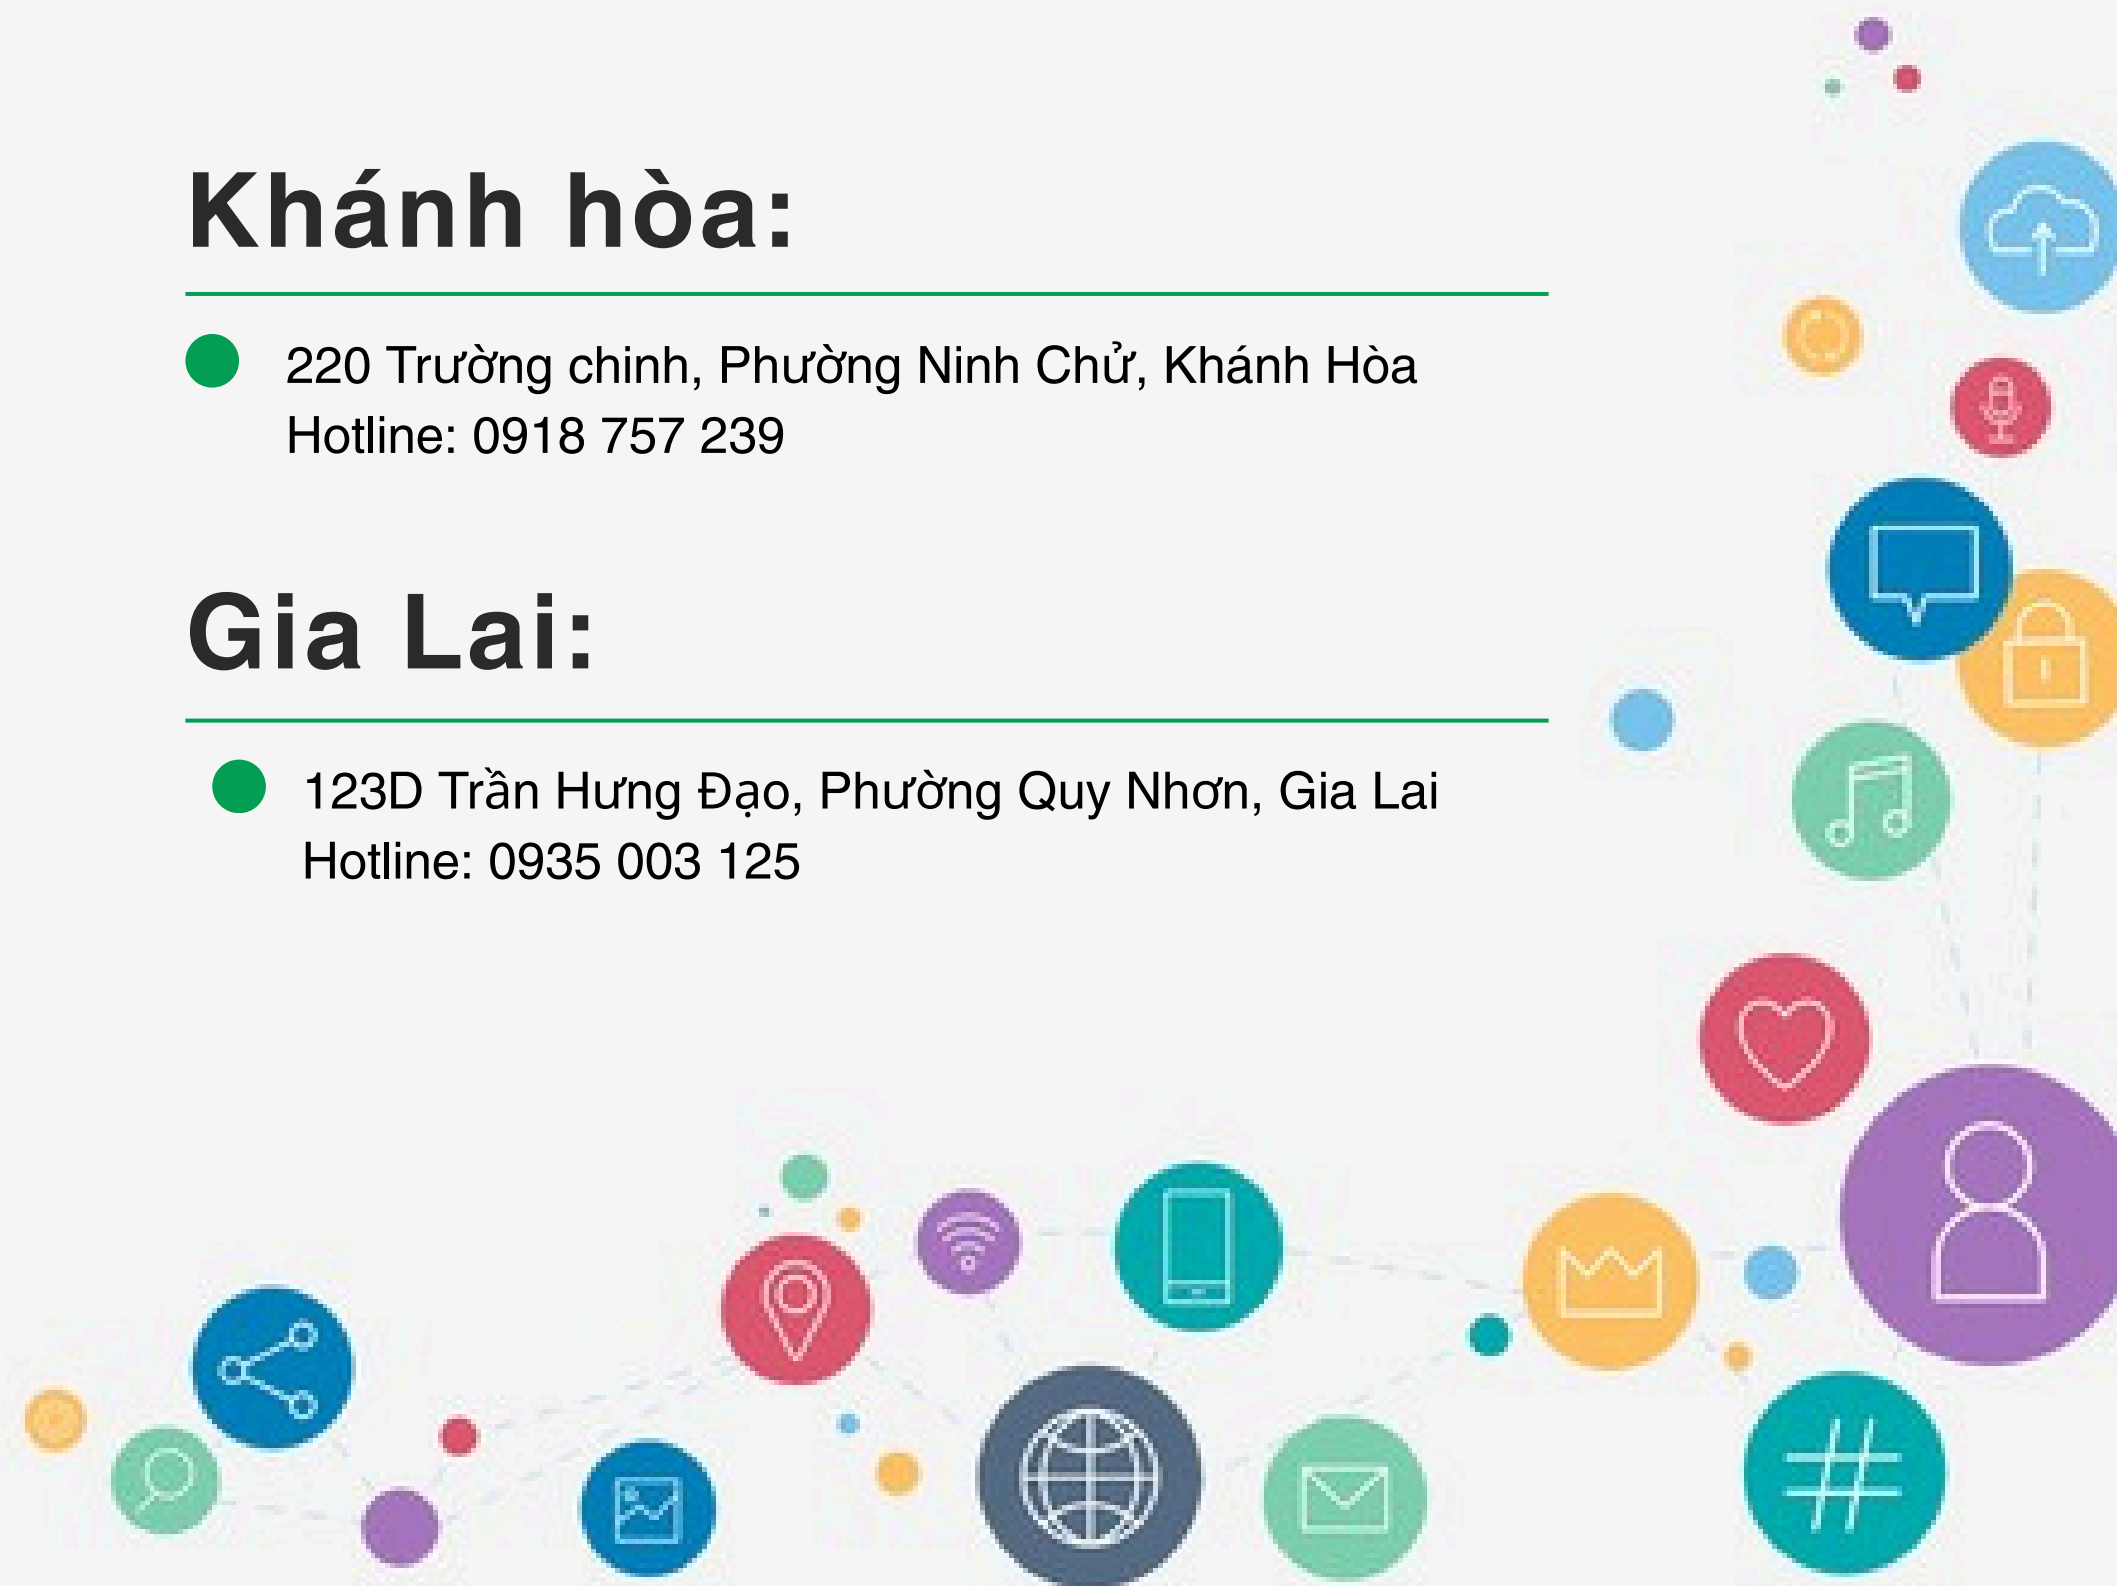 Khánh hòa:
220 Trường chinh, Phường Ninh Chử, Khánh Hòa
Hotline: 0918 757 239
Gia Lai:
123D Trần Hưng Đạo, Phường Quy Nhơn, Gia Lai
Hotline: 0935 003 125